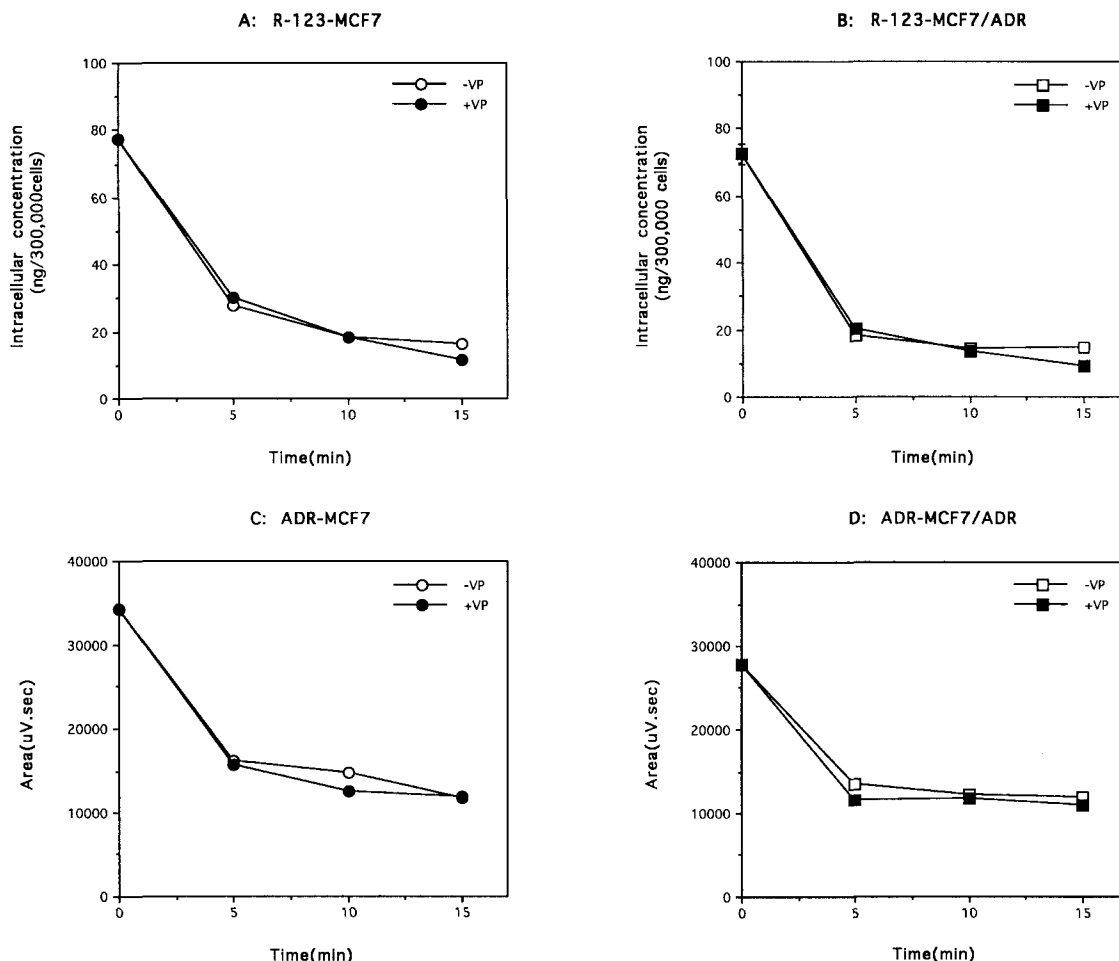 A: R-123-MCF7
100
80
60
40
20
0
0 5 10 15
Intracellular concentration
(ng/300,000cells)
Time(min)
-VP
+VP
B: R-123-MCF7/ADR
100
80
60
40
20
0
0 5 10 15
Intracellular concentration
(ng/300,000 cells)
Time(min)
-VP
+VP
C: ADR-MCF7
40000
30000
20000
10000
0
0 5 10 15
Area(uV.sec)
Time(min)
-VP
+VP
D: ADR-MCF7/ADR
40000
30000
20000
10000
0
0 5 10 15
Area(uV.sec)
Time(min)
-VP
+VP